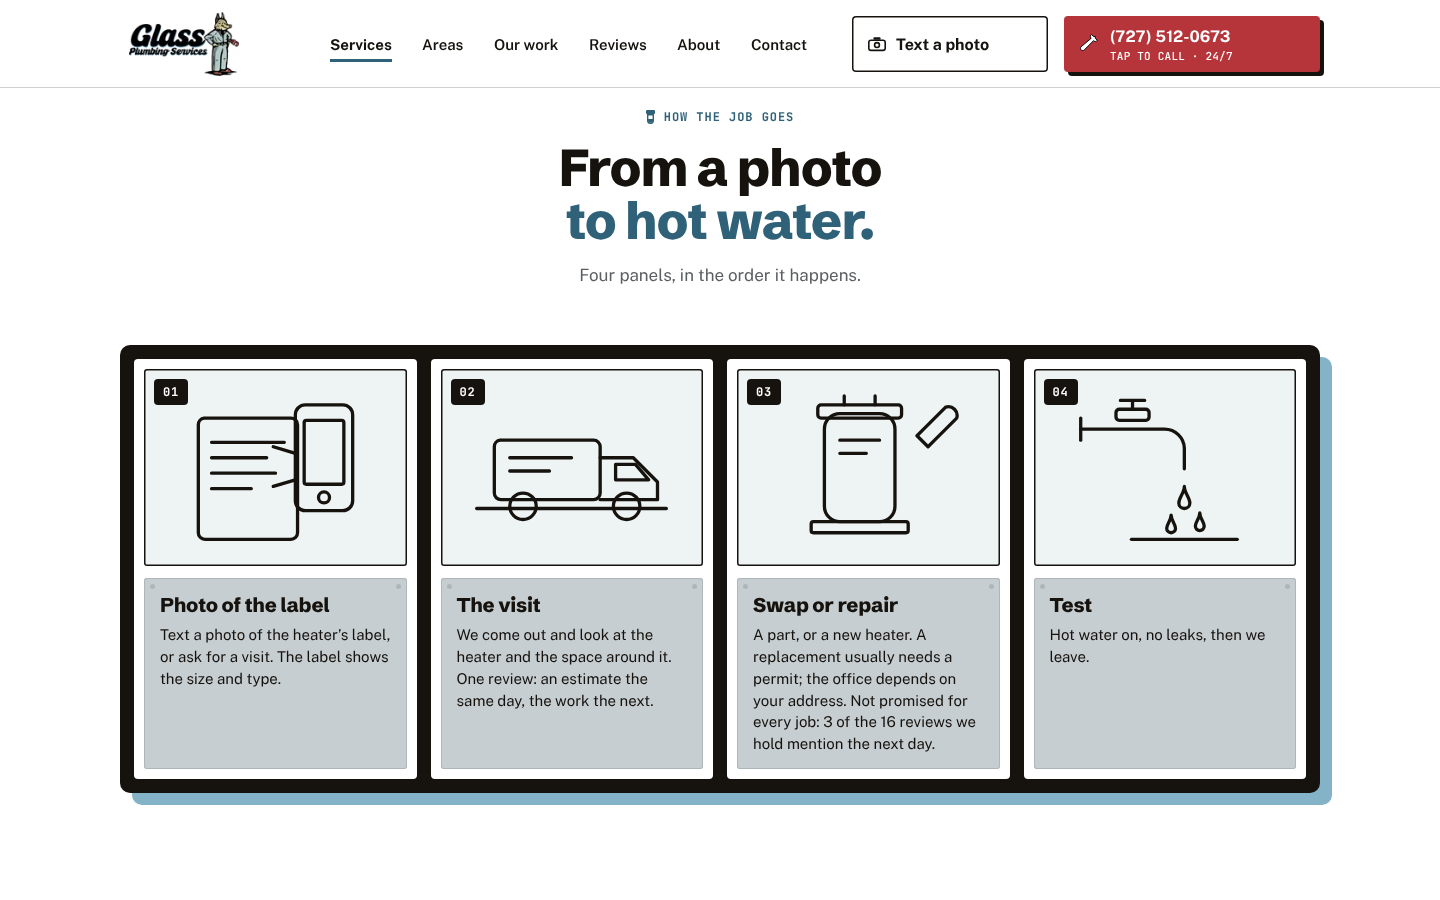 Glass
Plumbing Services
Services
Areas
Our work
Reviews
About
Contact
Text a photo
(727) 512-0673
TAP TO CALL · 24/7
HOW THE JOB GOES
From a photo
to hot water.
Four panels, in the order it happens.
01
Photo of the label
Text a photo of the heater’s label,
or ask for a visit. The label shows
the size and type.
02
The visit
We come out and look at the
heater and the space around it.
One review: an estimate the
same day, the work the next.
03
Swap or repair
A part, or a new heater. A
replacement usually needs a
permit; the office depends on
your address. Not promised for
every job: 3 of the 16 reviews we
hold mention the next day.
04
Test
Hot water on, no leaks, then we
leave.